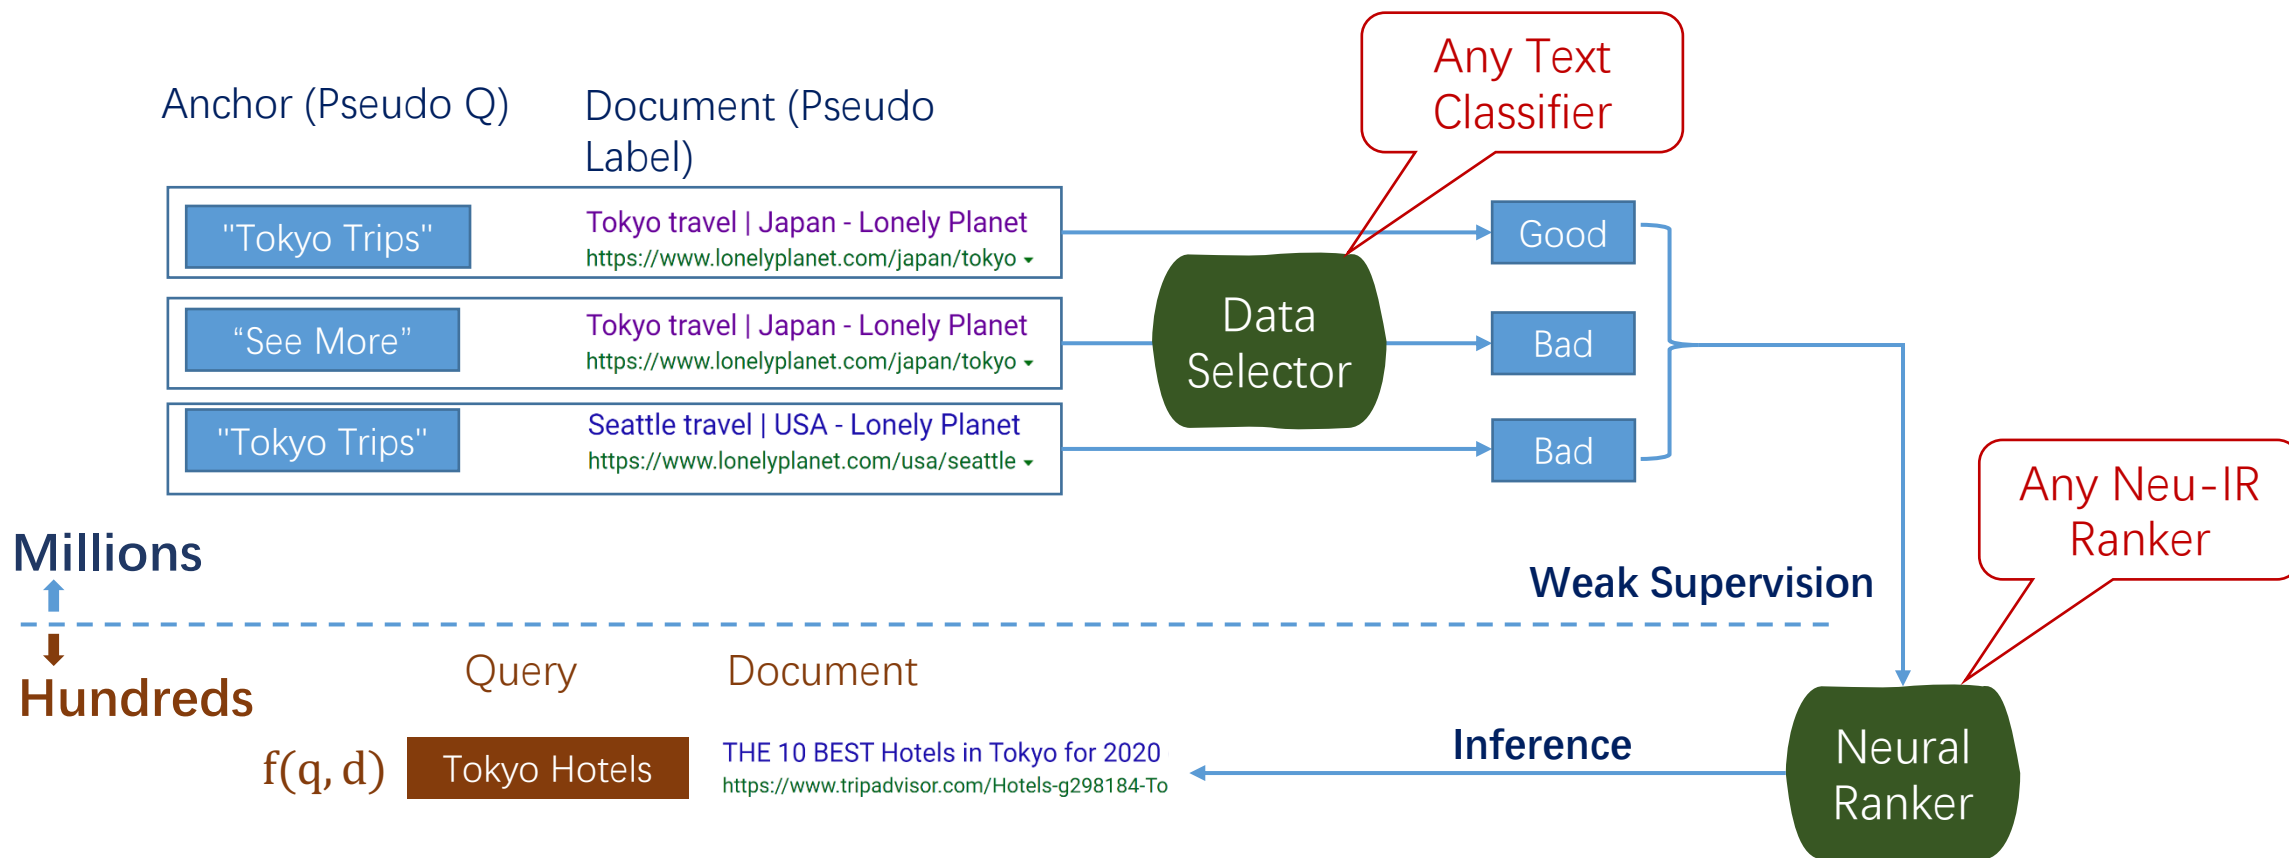 Any Text
Classifier
Anchor (Pseudo Q)
Document (Pseudo
Label)
"Tokyo Trips"
Tokyo travel | Japan - Lonely Planet
https://www.lonelyplanet.com/japan/tokyo
Good
“See More”
Tokyo travel | Japan - Lonely Planet
https://www.lonelyplanet.com/japan/tokyo
Data
Selector
Bad
"Tokyo Trips"
Seattle travel | USA - Lonely Planet
https://www.lonelyplanet.com/usa/seattle
Bad
Any Neu-IR
Ranker
Millions
Weak Supervision
Hundreds
Query
Document
f(q, d)
Tokyo Hotels
THE 10 BEST Hotels in Tokyo for 2020
https://www.tripadvisor.com/Hotels-g298184-To
Inference
Neural
Ranker